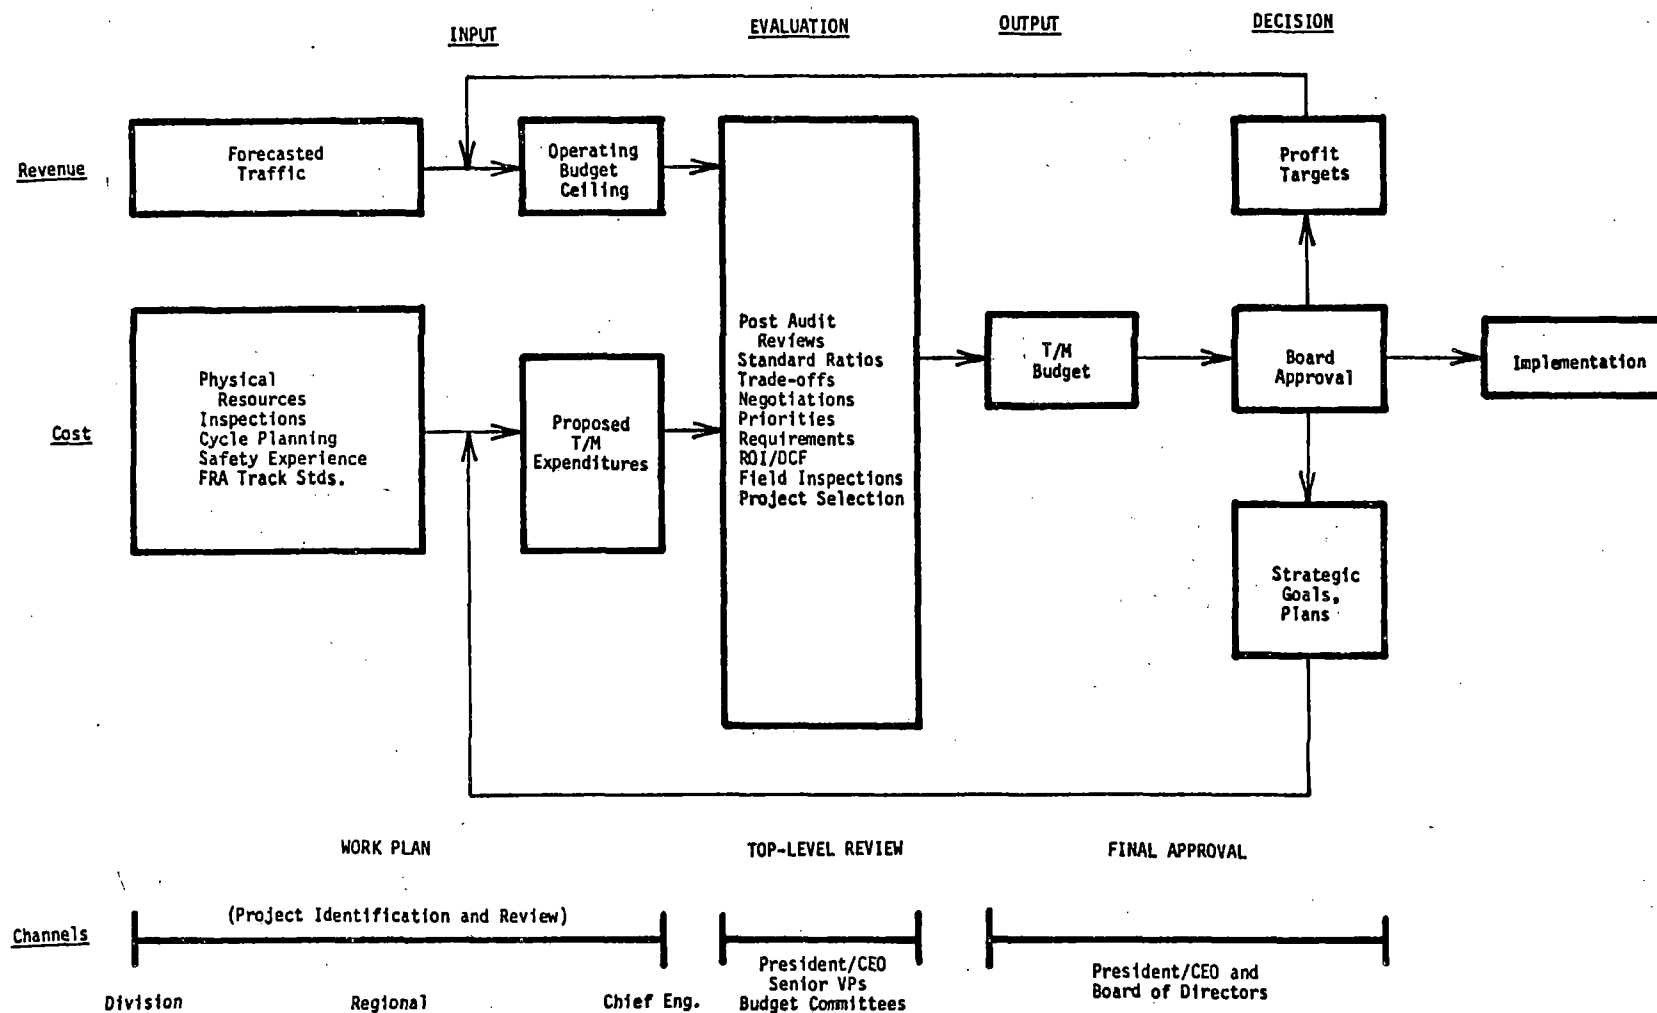 INPUT
EVALUATION
OUTPUT
DECISION
Revenue
Forecasted
Traffic
Operating
Budget
Ceiling
Profit
Targets
Cost
Physical
Resources
Inspections
Cycle Planning
Safety Experience
FRA Track Stds.
Proposed
T/M
Expenditures
Post Audit
Reviews
Standard Ratios
Trade-offs
Negotiations
Priorities
Requirements
ROI/DCF
Field Inspections
Project Selection
T/M
Budget
Board
Approval
Implementation
Strategic
Goals,
Plans
WORK PLAN
TOP-LEVEL REVIEW
FINAL APPROVAL
Channels
(Project Identification and Review)
Division
Regional
Chief Eng.
President/CEO
Senior VPs
Budget Committees
President/CEO and
Board of Directors